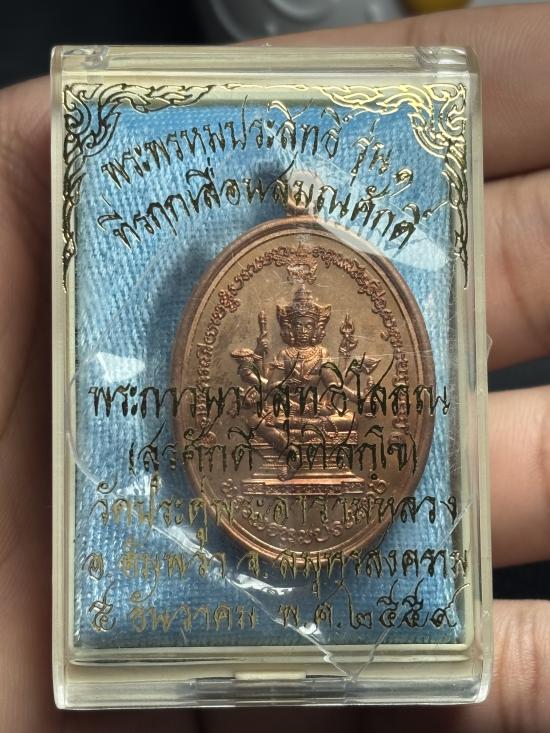 พระพรหมประสิทธิ์ รุ่น ๑
ที่ระฤกเลื่อนสมณศักดิ์
พระภาวนาวิสุทธิโสภณ
(สุรศักดิ์ อติสกฺโข)
วัดประดู่พระอารามหลวง
อ.อัมพวา จ.สมุทรสงคราม
๕ ธันวาคม พ.ศ.๒๕๕๙